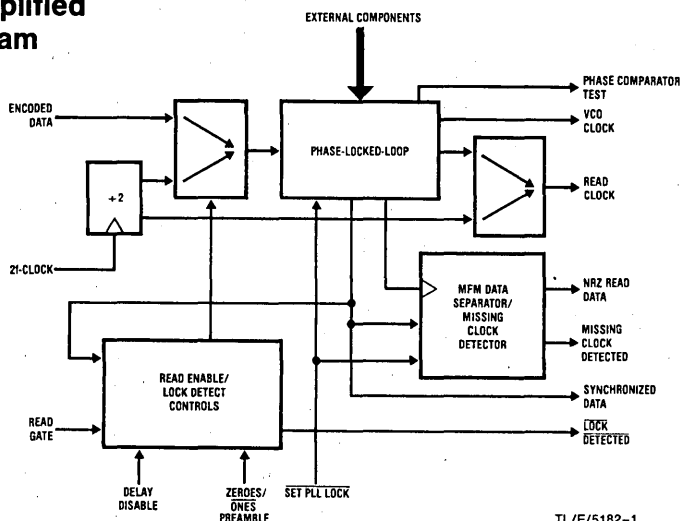 plified
am
EXTERNAL COMPONENTS
PHASE COMPARATOR
TEST
ENCODED
DATA
VCO
CLOCK
PHASE-LOCKED-LOOP
READ
CLOCK
÷2
2f-CLOCK
MFM DATA
SEPARATOR/
MISSING
CLOCK
DETECTOR
NRZ READ
DATA
MISSING
CLOCK
DETECTED
READ ENABLE/
LOCK DETECT
CONTROLS
SYNCHRONIZED
DATA
READ
GATE
LOCK
DETECTED
DELAY
DISABLE
ZEROES/
ONES
PREAMBLE
SET PLL LOCK
TL/F/5182-1